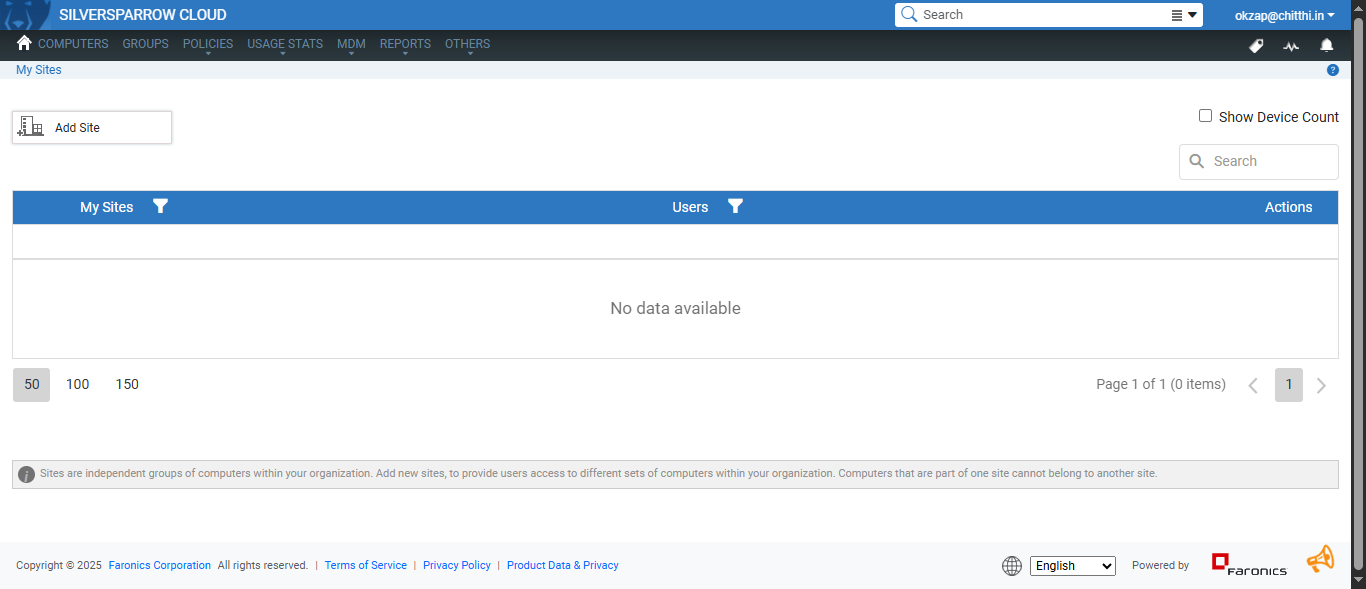 SILVERSPARROW CLOUD
Search
okzap@chitthi.in
COMPUTERS GROUPS POLICIES USAGE STATS MDM REPORTS OTHERS
My Sites
?
Add Site
Show Device Count
Search
My Sites Users Actions
No data available
50 100 150
Page 1 of 1 (0 items) 1
i Sites are independent groups of computers within your organization. Add new sites, to provide users access to different sets of computers within your organization. Computers that are part of one site cannot belong to another site.
Copyright © 2025 Faronics Corporation All rights reserved. | Terms of Service | Privacy Policy | Product Data & Privacy
English
Powered by
FARONICS